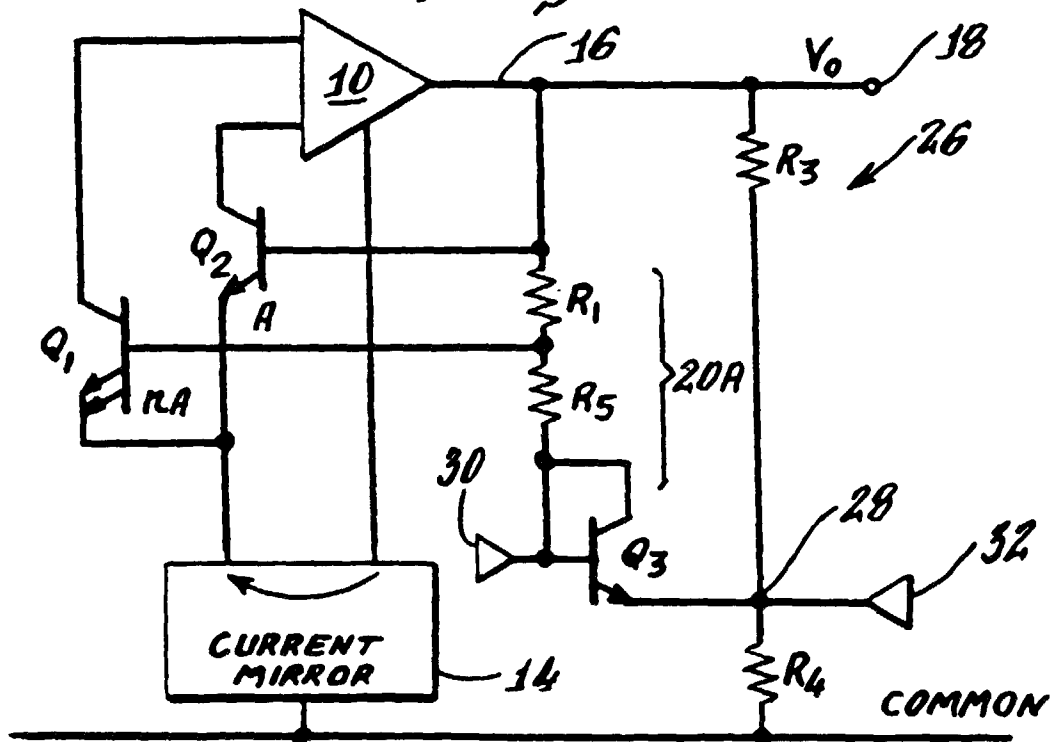 16
V₀
18
10
26
R₃
Q₂
R₁
A
Q₁
20A
nA
R₅
30
28
Q₃
32
CURRENT
MIRROR
14
R₄
COMMON